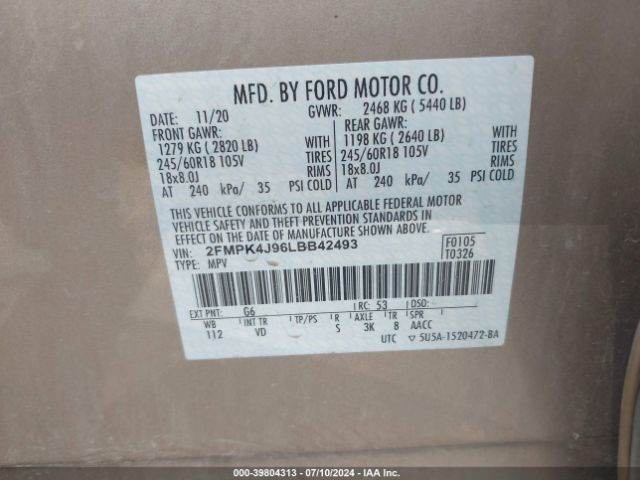 MFD. BY FORD MOTOR CO.
DATE: 11/20 GVWR: 2468 KG ( 5440 LB)
FRONT GAWR: REAR GAWR:
1279 KG ( 2820 LB) WITH 1198 KG ( 2640 LB) WITH
245/60R18 105V TIRES 245/60R18 105V TIRES
18x8.0J RIMS 18x8.0J RIMS
AT 240 kPa/ 35 PSI COLD AT 240 kPa/ 35 PSI COLD
THIS VEHICLE CONFORMS TO ALL APPLICABLE FEDERAL MOTOR
VEHICLE SAFETY AND THEFT PREVENTION STANDARDS IN
EFFECT ON THE DATE OF MANUFACTURE SHOWN ABOVE.
VIN: 2FMPK4J96LBB42493 F0105
TYPE: MPV T0326
EXT PNT: G6 RC: 53 DSO:
WB INT TR TP/PS R AXLE TR SPR
112 VD S 3K 8 AACC
UTC ▽ 5U5A-1520472-BA
000-39804313 - 07/10/2024 - IAA Inc.